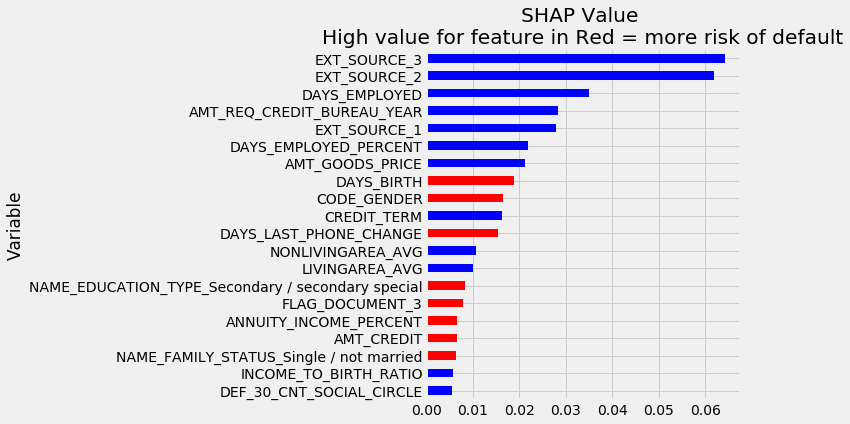 SHAP Value
High value for feature in Red = more risk of default
Variable
EXT_SOURCE_3
EXT_SOURCE_2
DAYS_EMPLOYED
AMT_REQ_CREDIT_BUREAU_YEAR
EXT_SOURCE_1
DAYS_EMPLOYED_PERCENT
AMT_GOODS_PRICE
DAYS_BIRTH
CODE_GENDER
CREDIT_TERM
DAYS_LAST_PHONE_CHANGE
NONLIVINGAREA_AVG
LIVINGAREA_AVG
NAME_EDUCATION_TYPE_Secondary / secondary special
FLAG_DOCUMENT_3
ANNUITY_INCOME_PERCENT
AMT_CREDIT
NAME_FAMILY_STATUS_Single / not married
INCOME_TO_BIRTH_RATIO
DEF_30_CNT_SOCIAL_CIRCLE
0.00 0.01 0.02 0.03 0.04 0.05 0.06